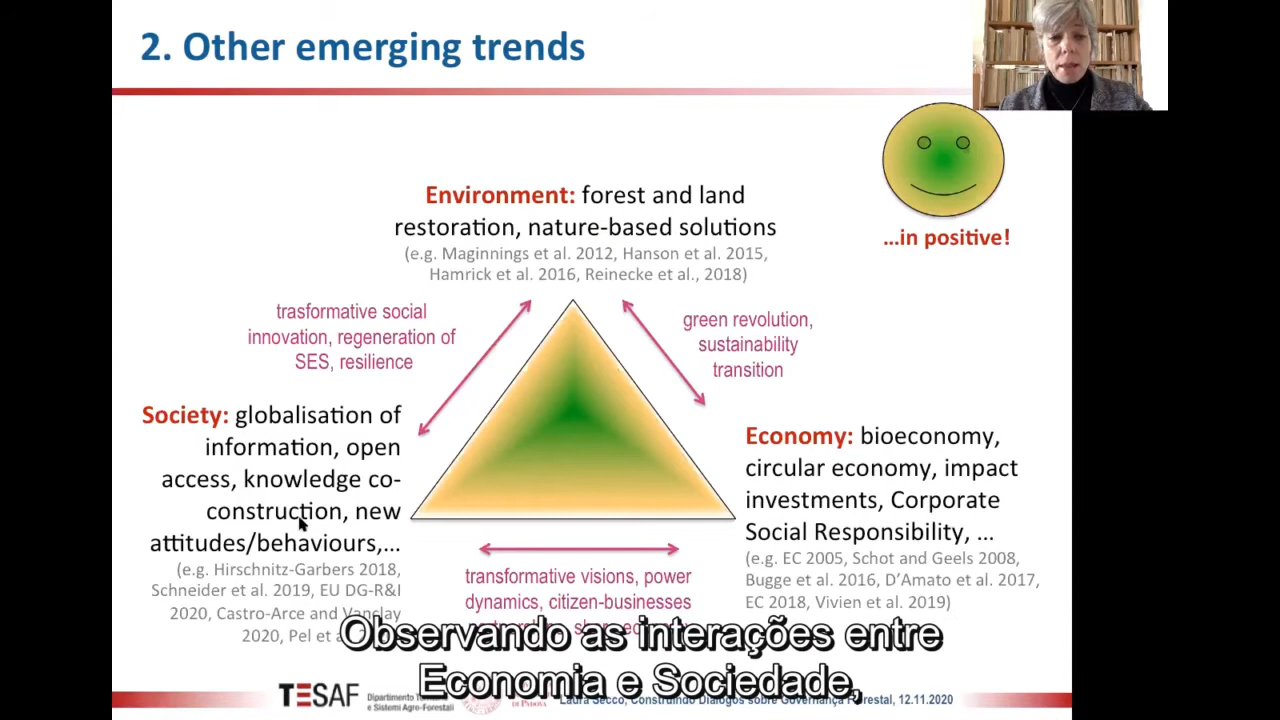 2. Other emerging trends
...in positive!
Environment: forest and land
restoration, nature-based solutions
(e.g. Maginnings et al. 2012, Hanson et al. 2015,
Hamrick et al. 2016, Reinecke et al., 2018)
trasformative social
innovation, regeneration of
SES, resilience
green revolution,
sustainability
transition
Society: globalisation of
information, open
access, knowledge co-
construction, new
attitudes/behaviours,...
(e.g. Hirschnitz-Garbers 2018,
Schneider et al. 2019, EU DG-R&I
2020, Castro-Arce and Vanclay
2020, Pel et
Economy: bioeconomy,
circular economy, impact
investments, Corporate
Social Responsibility, ...
(e.g. EC 2005, Schot and Geels 2008,
Bugge et al. 2016, D'Amato et al. 2017,
EC 2018, Vivien et al. 2019)
transformative visions, power
dynamics, citizen-businesses
Observando as interações entre
Economia e Sociedade,
TESAF
Dipartimento
e Sistemi Agro-Forestali
DI PADOVA
Laura Secco, Construindo Dialogos sobre Governança Florestal, 12.11.2020